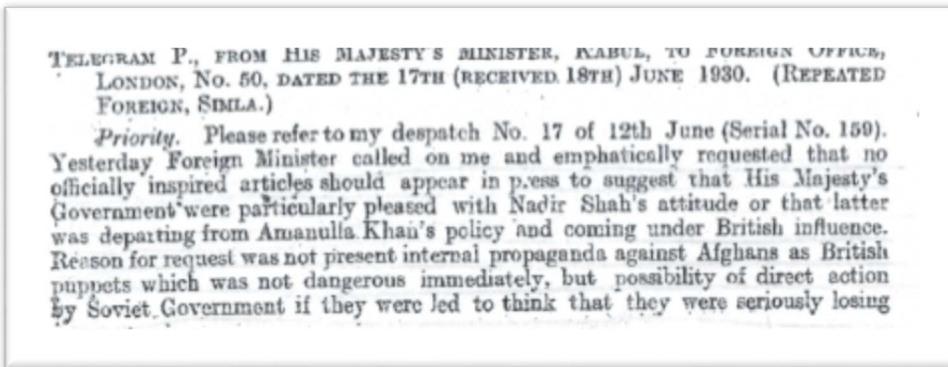 TELEGRAM P., FROM HIS MAJESTY'S MINISTER, KABUL, TO FOREIGN OFFICE,
LONDON, No. 50, DATED THE 17TH (RECEIVED 18TH) JUNE 1930. (REPEATED
FOREIGN, SIMLA.)
Priority. Please refer to my despatch No. 17 of 12th June (Serial No. 159).
Yesterday Foreign Minister called on me and emphatically requested that no
officially inspired articles should appear in press to suggest that His Majesty's
Government were particularly pleased with Nadir Shah's attitude or that latter
was departing from Amanulla Khan's policy and coming under British influence.
Reason for request was not present internal propaganda against Afghans as British
puppets which was not dangerous immediately, but possibility of direct action
by Soviet Government if they were led to think that they were seriously losing